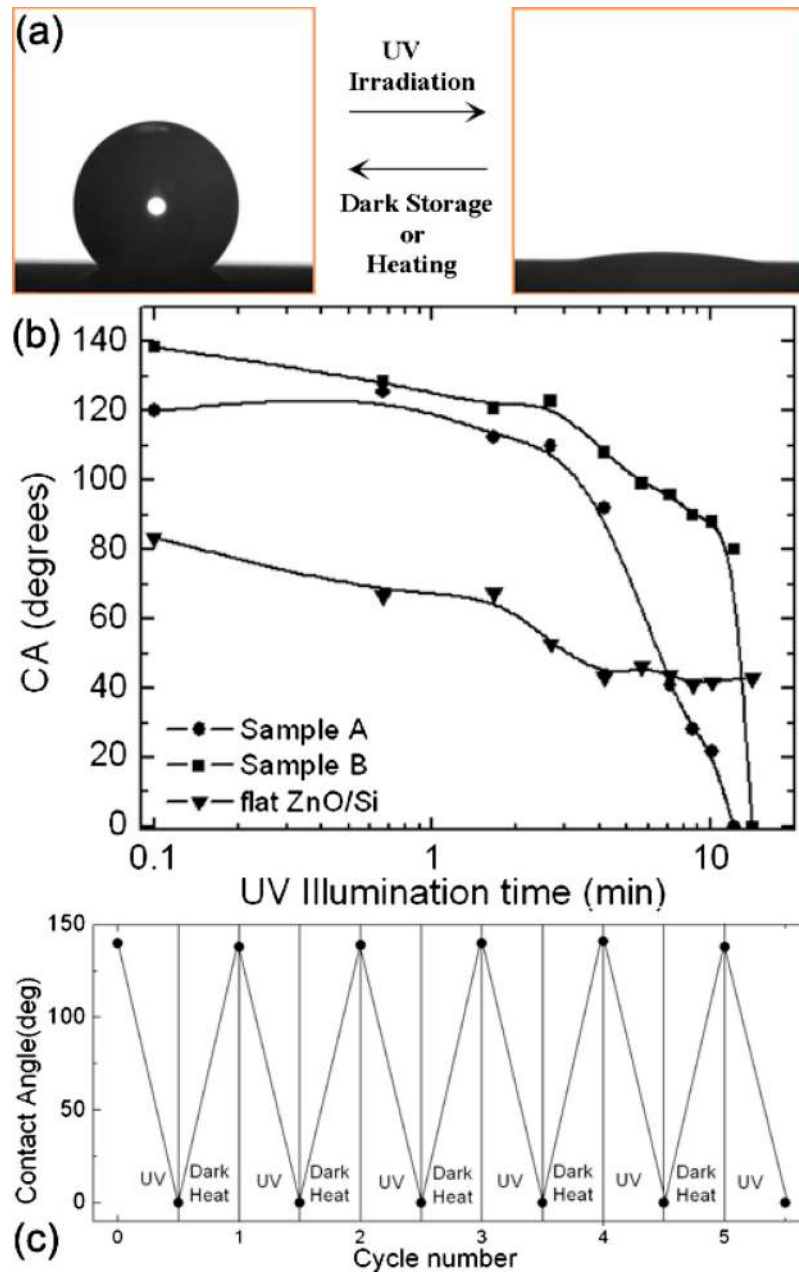 (a)
UV
Irradiation
Dark Storage
or
Heating
(b)
140
120
100
80
60
40
20
0
CA (degrees)
Sample A
Sample B
flat ZnO/Si
0.1
1
10
UV Illumination time (min)
150
100
50
0
Contact Angle(deg)
UV
Dark
Heat
UV
Dark
Heat
UV
Dark
Heat
UV
Dark
Heat
UV
Dark
Heat
UV
0
1
2
3
4
5
Cycle number
(c)